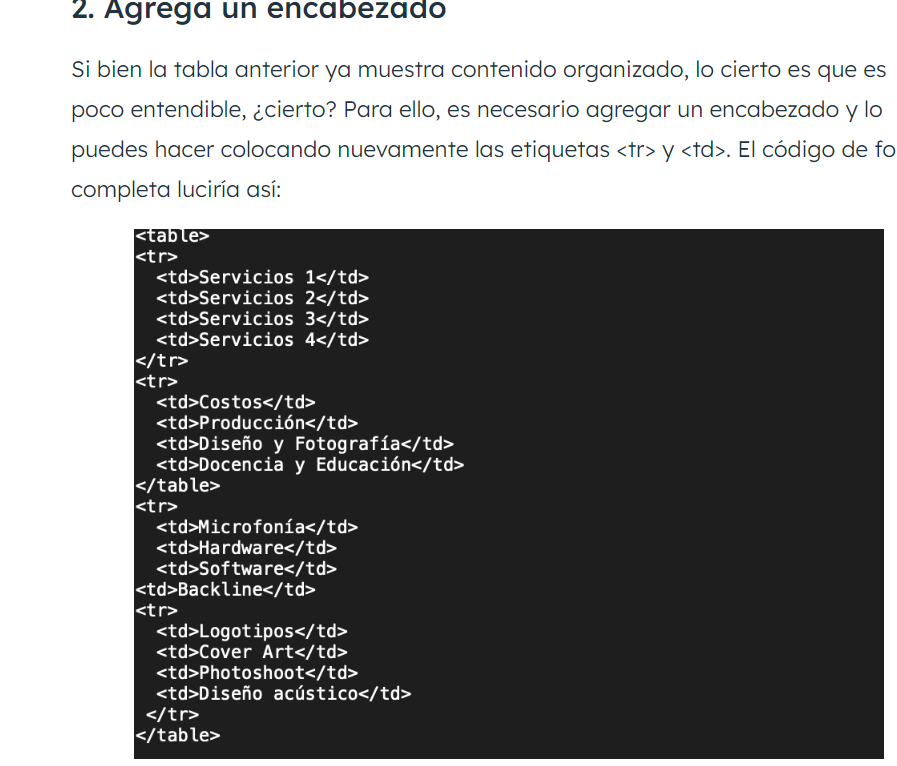 2. Agrega un encabezado
Si bien la tabla anterior ya muestra contenido organizado, lo cierto es que es
poco entendible, ¿cierto? Para ello, es necesario agregar un encabezado y lo
puedes hacer colocando nuevamente las etiquetas <tr> y <td>. El código de fo
completa luciría así:
<table>
<tr>
<td>Servicios 1</td>
<td>Servicios 2</td>
<td>Servicios 3</td>
<td>Servicios 4</td>
</tr>
<tr>
<td>Costos</td>
<td>Producción</td>
<td>Diseño y Fotografía</td>
<td>Docencia y Educación</td>
</table>
<tr>
<td>Microfonía</td>
<td>Hardware</td>
<td>Software</td>
<td>Backline</td>
<tr>
<td>Logotipos</td>
<td>Cover Art</td>
<td>Photoshoot</td>
<td>Diseño acústico</td>
</tr>
</table>